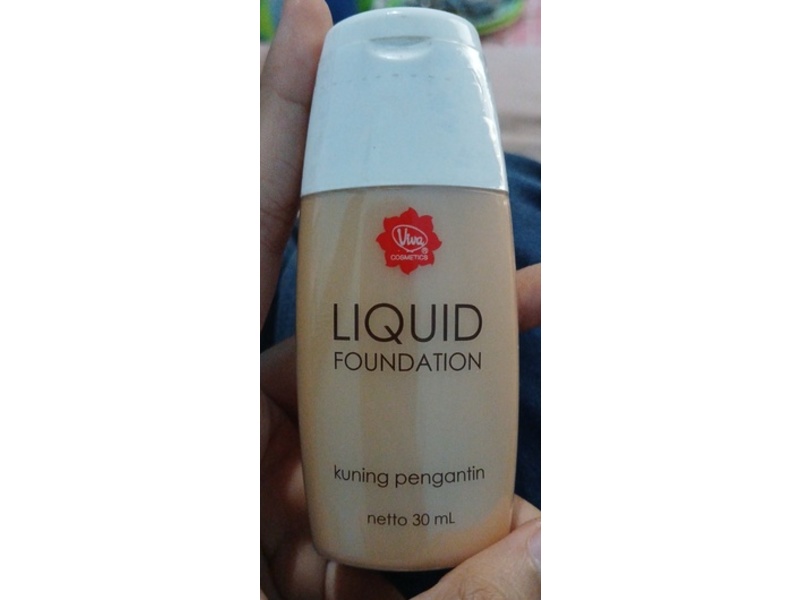 Viva®
COSMETICS
LIQUID
FOUNDATION
kuning pengantin
netto 30 mL